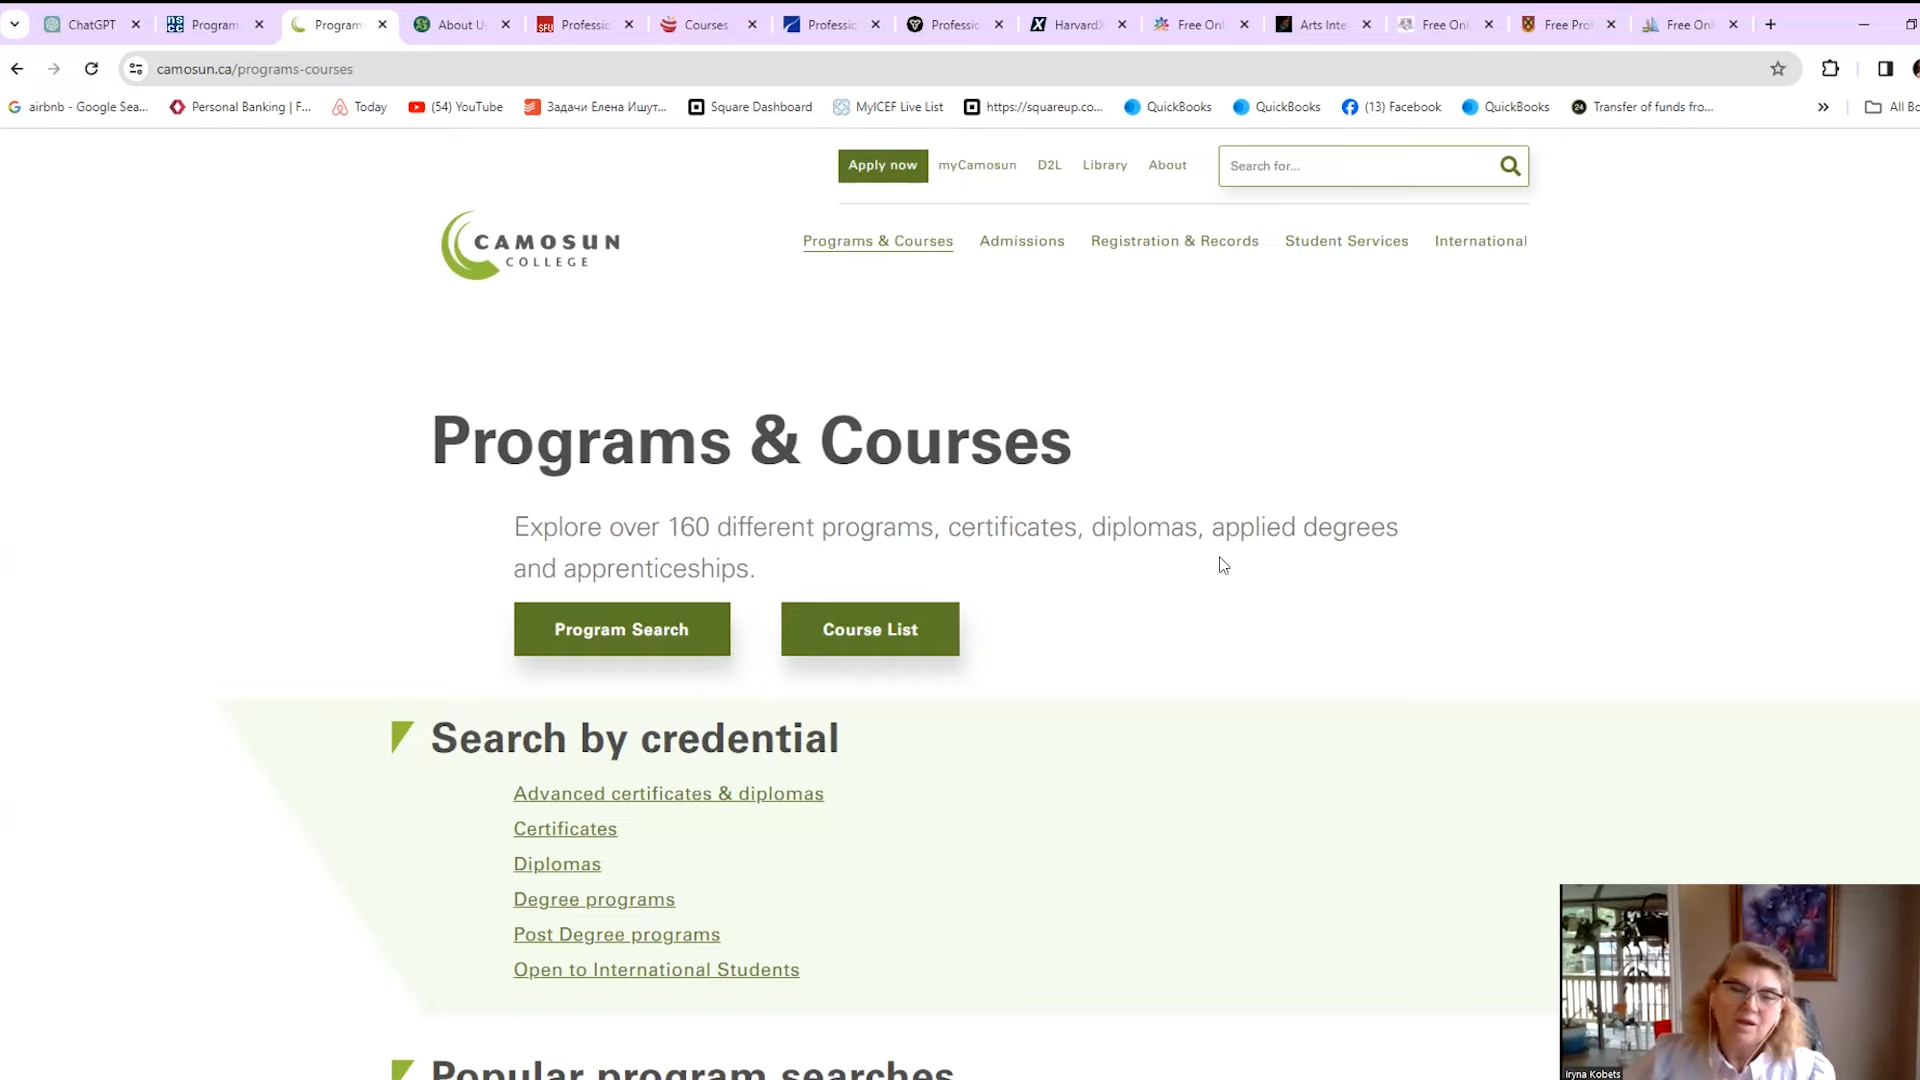 ChatGPT
Program
Program
About U
SFU
Professio
Courses
Professio
Professio
HarvardX
Free Onl
Arts Inte
Free Onl
Free Prot
Free Onl
camosun.ca/programs-courses
airbnb - Google Sea...
Personal Banking | F...
Today
(54) YouTube
Задачи Елена Ишут...
Square Dashboard
MyICEF Live List
https://squareup.co...
QuickBooks
QuickBooks
(13) Facebook
QuickBooks
24
Transfer of funds fro...
»
All Bo
Apply now
myCamosun
D2L
Library
About
Search for...
CAMOSUN
COLLEGE
Programs & Courses
Admissions
Registration & Records
Student Services
International
Programs & Courses
Explore over 160 different programs, certificates, diplomas, applied degrees
and apprenticeships.
Program Search
Course List
Search by credential
Advanced certificates & diplomas
Certificates
Diplomas
Degree programs
Post Degree programs
Open to International Students
Popular program searches
Iryna Kobets